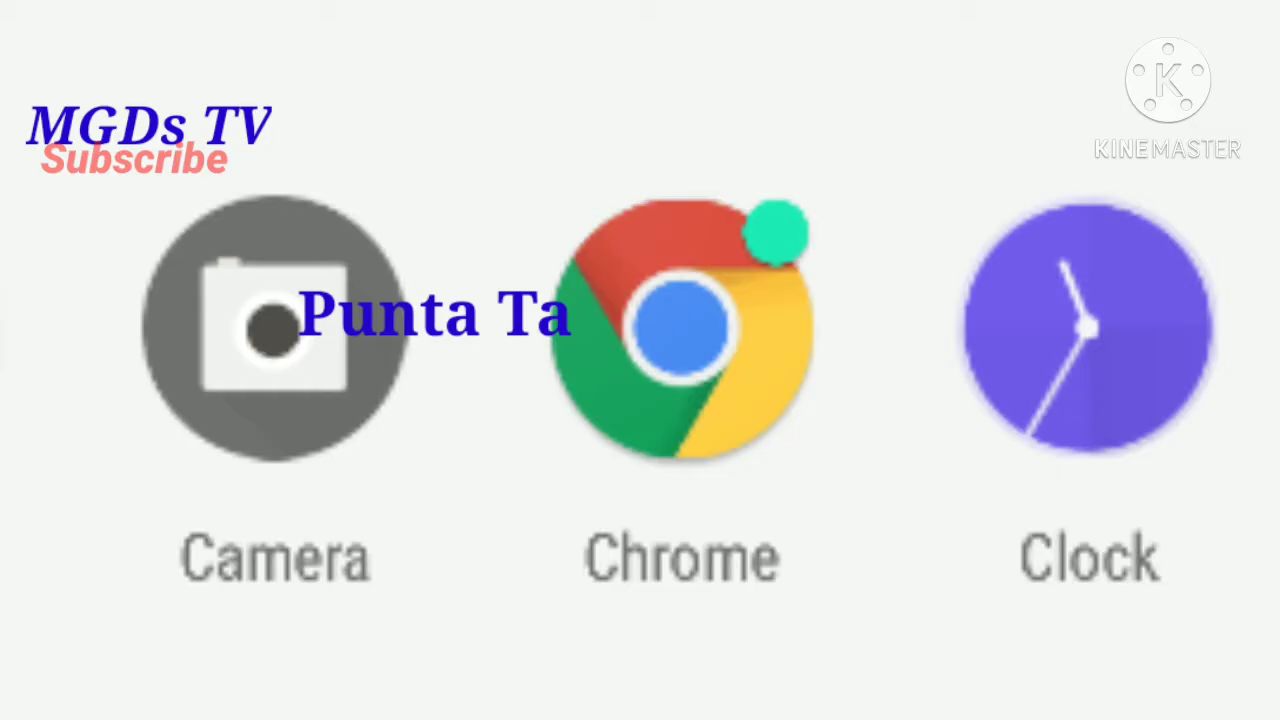 MGDs TV
Subscribe
K
KINEMASTER
Punta Ta
Camera
Chrome
Clock